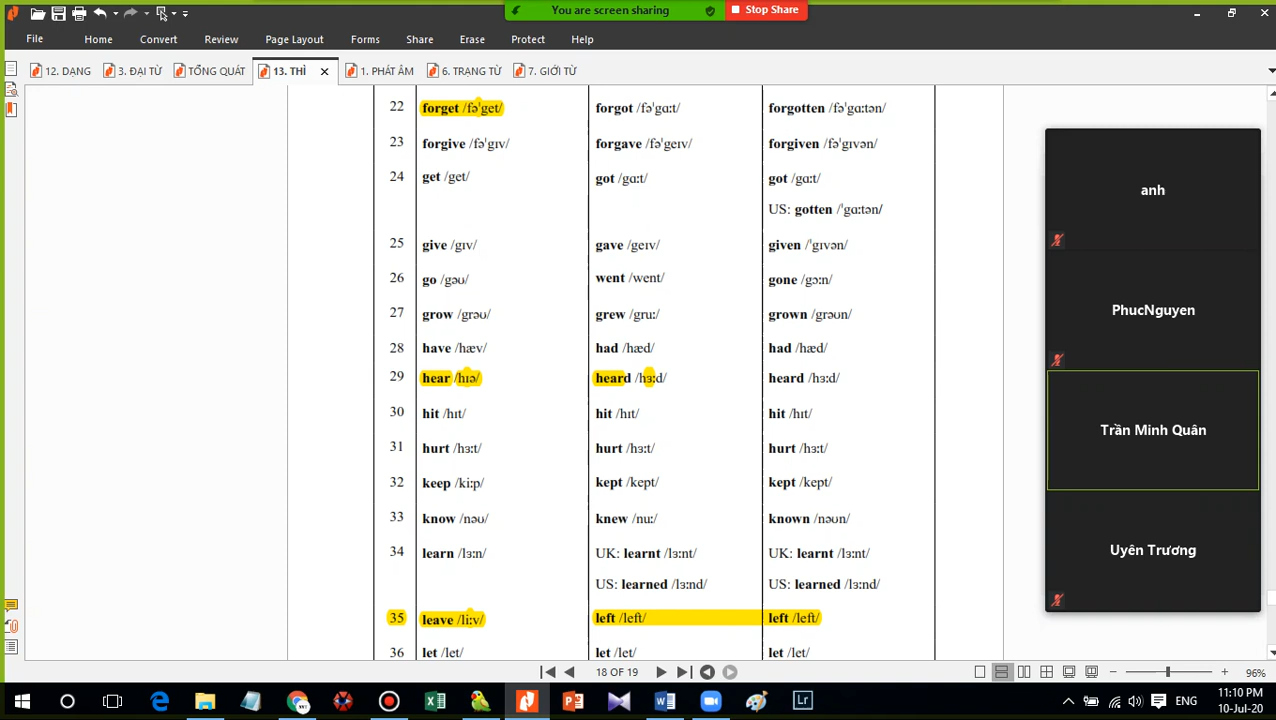 You are screen sharing
Stop Share
File Home Convert Review Page Layout Forms Share Erase Protect Help
12. DẠNG 3. ĐẠI TỪ TỔNG QUÁT 13. THÌ 1. PHÁT ÂM 6. TRẠNG TỪ 7. GIỚI TỪ
22 forget /fəˈɡet/ forgot /fəˈɡɑːt/ forgotten /fəˈɡɑːtən/
23 forgive /fəˈɡɪv/ forgave /fəˈɡeɪv/ forgiven /fəˈɡɪvən/
24 get /ɡet/ got /ɡɑːt/ got /ɡɑːt/
US: gotten /ˈɡɑːtən/
25 give /ɡɪv/ gave /ɡeɪv/ given /ˈɡɪvən/
26 go /ɡəʊ/ went /went/ gone /ɡɔːn/
27 grow /ɡrəʊ/ grew /ɡruː/ grown /ɡrəʊn/
28 have /hæv/ had /hæd/ had /hæd/
29 hear /hɪə/ heard /hɜːd/ heard /hɜːd/
30 hit /hɪt/ hit /hɪt/ hit /hɪt/
31 hurt /hɜːt/ hurt /hɜːt/ hurt /hɜːt/
32 keep /kiːp/ kept /kept/ kept /kept/
33 know /nəʊ/ knew /nuː/ known /nəʊn/
34 learn /lɜːn/ UK: learnt /lɜːnt/ UK: learnt /lɜːnt/
US: learned /lɜːnd/ US: learned /lɜːnd/
35 leave /liːv/ left /left/ left /left/
36 let /let/ let /let/ let /let/
anh
PhucNguyen
Trần Minh Quân
Uyên Trương
18 OF 19
96%
ENG
11:10 PM
10-Jul-20
Lr